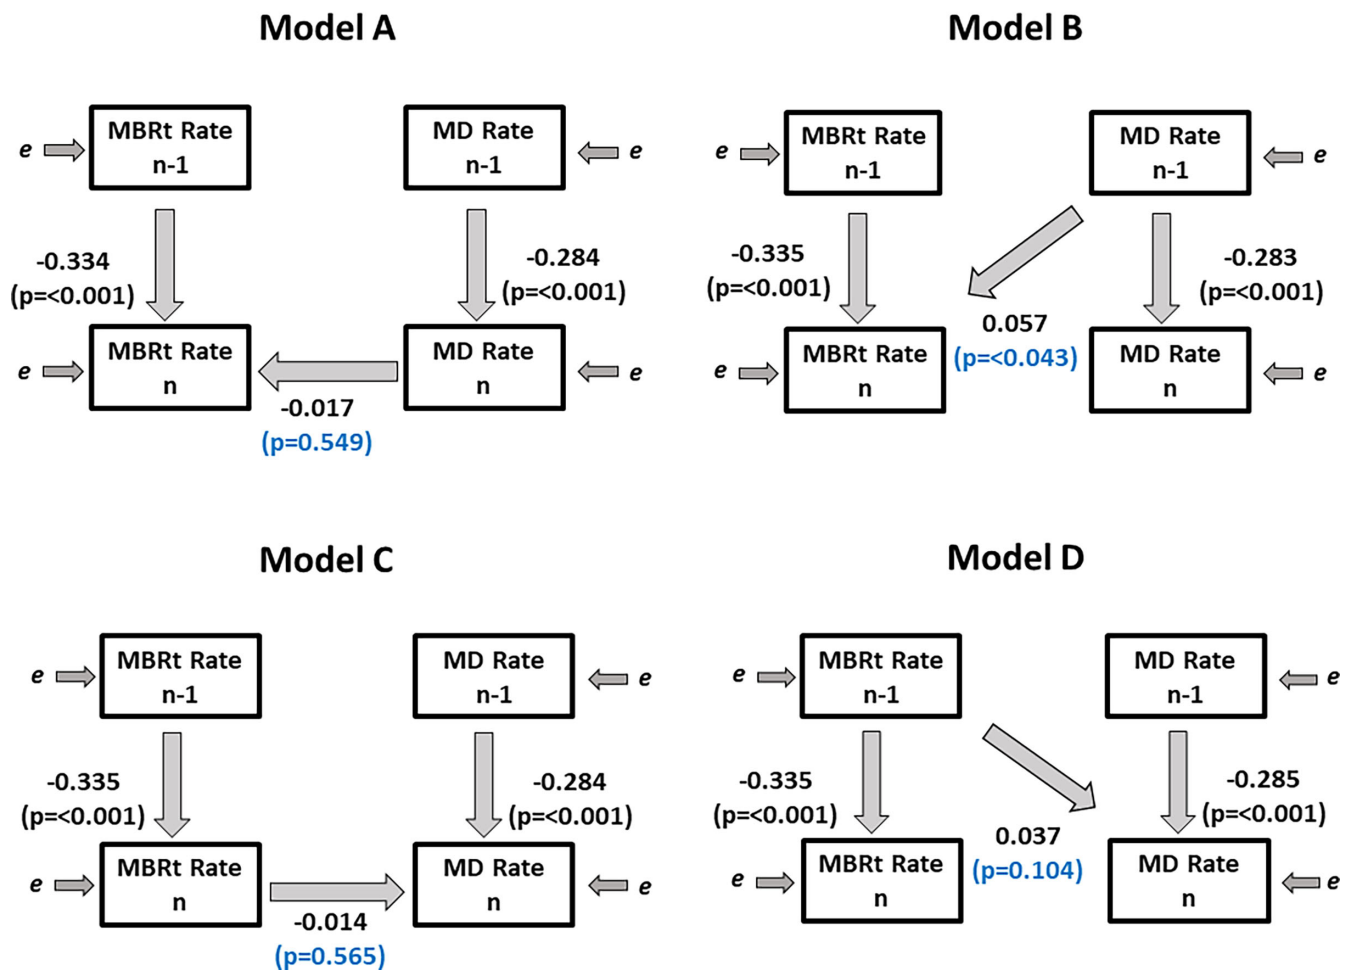 Model A
MBRt Rate
n-1
MD Rate
n-1
e
e
-0.334
(p=<0.001)
-0.284
(p=<0.001)
MBRt Rate
n
MD Rate
n
e
e
-0.017
(p=0.549)
Model B
MBRt Rate
n-1
MD Rate
n-1
e
e
-0.335
(p=<0.001)
-0.283
(p=<0.001)
0.057
(p=<0.043)
MBRt Rate
n
MD Rate
n
e
e
Model C
MBRt Rate
n-1
MD Rate
n-1
e
e
-0.335
(p=<0.001)
-0.284
(p=<0.001)
MBRt Rate
n
MD Rate
n
e
e
-0.014
(p=0.565)
Model D
MBRt Rate
n-1
MD Rate
n-1
e
e
-0.335
(p=<0.001)
-0.285
(p=<0.001)
0.037
(p=0.104)
MBRt Rate
n
MD Rate
n
e
e